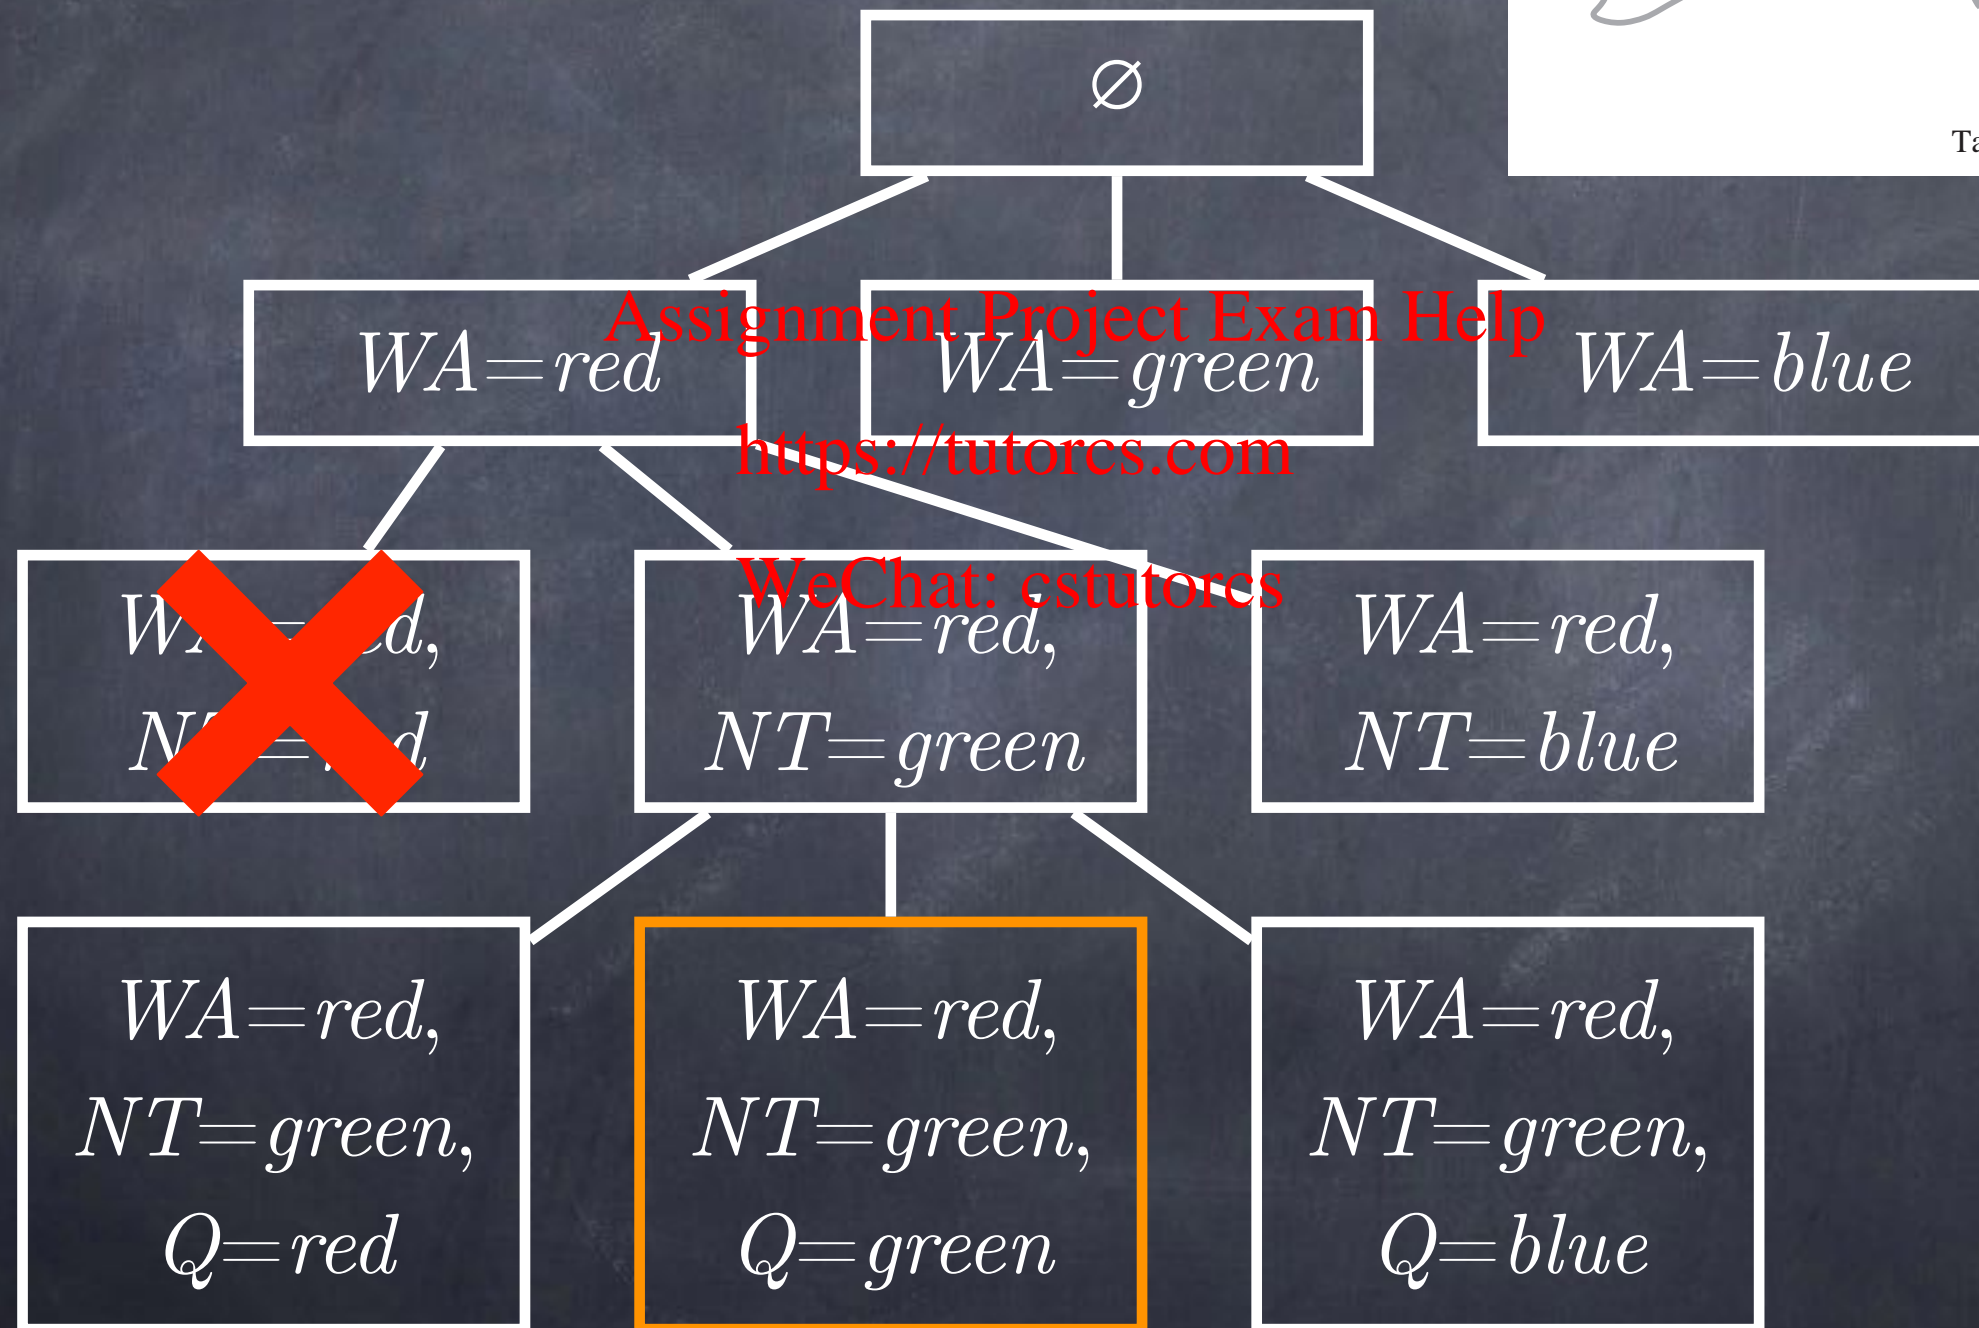 ∅
Ta
WA=red
WA=green
WA=blue
Assignment Project Exam Help
https://tutorcs.com
WeChat: cstutorcs
WA=red,
NT=green
WA=red,
NT=blue
WA=red,
NT=green,
Q=red
WA=red,
NT=green,
Q=green
WA=red,
NT=green,
Q=blue